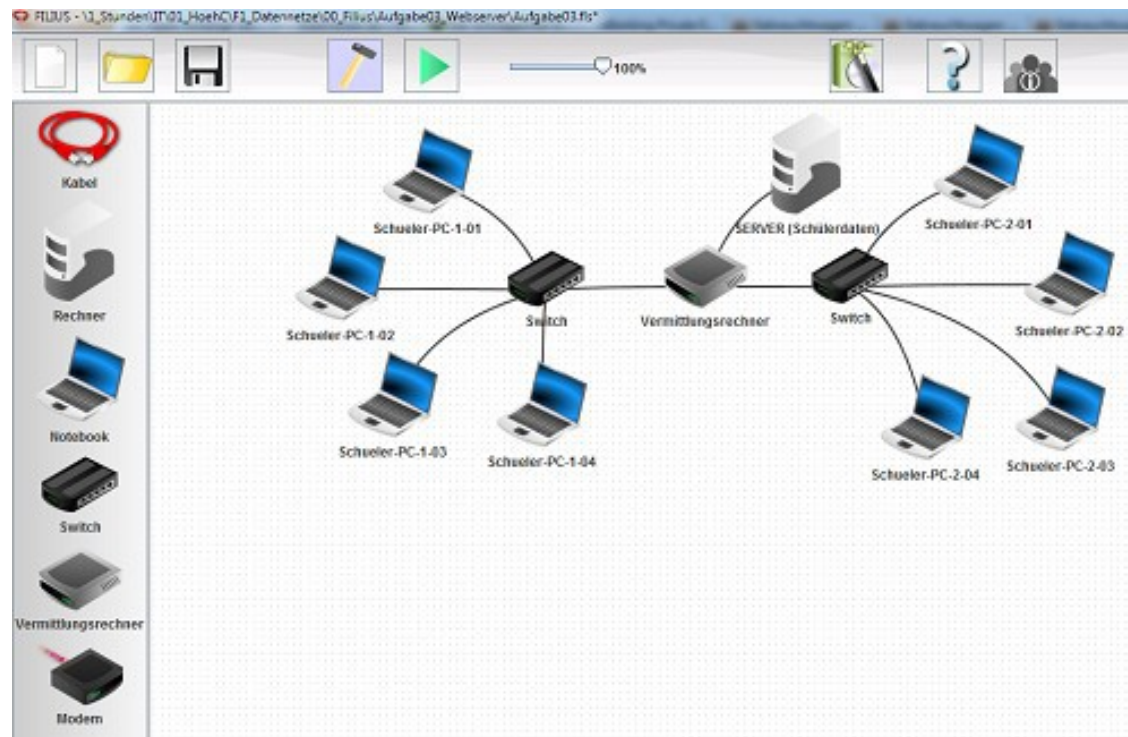 FILIUS - \1_Stunden\IT\01_HoehC\F1_Datennetze\00_Filius\Aufgabe03_Webserver\Aufgabe03.fls*
100%
Kabel
Rechner
Notebook
Switch
Vermittlungsrechner
Modem
Schueler-PC-1-01
SERVER (Schülerdaten)
Schueler-PC-2-01
Schueler-PC-1-02
Switch
Vermittlungsrechner
Switch
Schueler-PC-2-02
Schueler-PC-1-03
Schueler-PC-1-04
Schueler-PC-2-04
Schueler-PC-2-03